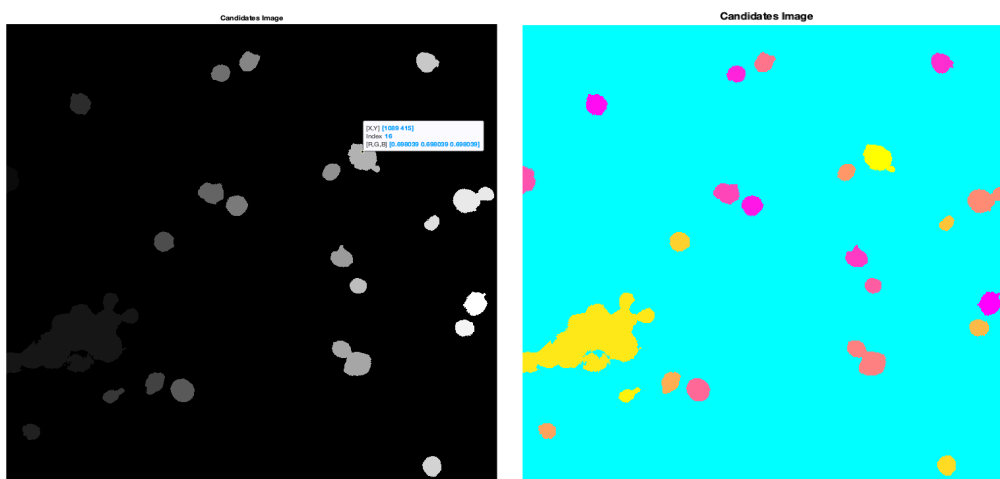 Candidates Image
[X,Y] [1089 415]
Index 16
[R,G,B] [0.698039 0.698039 0.698039]
Candidates Image